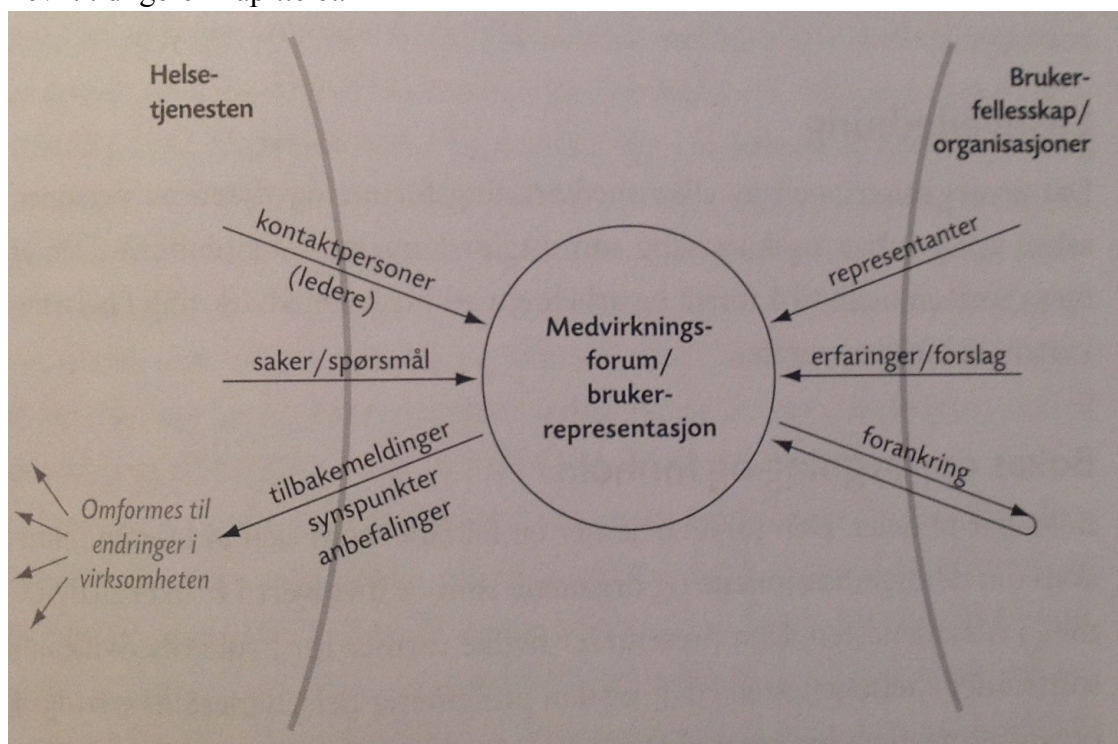 Helse-
tjenesten
Bruker-
fellesskap/
organisasjoner
kontaktpersoner
(ledere)
representanter
saker/spørsmål
Medvirknings-
forum/
bruker-
representasjon
erfaringer/forslag
tilbakemeldinger
synspunkter
anbefalinger
forankring
Omformes til
endringer i
virksomheten